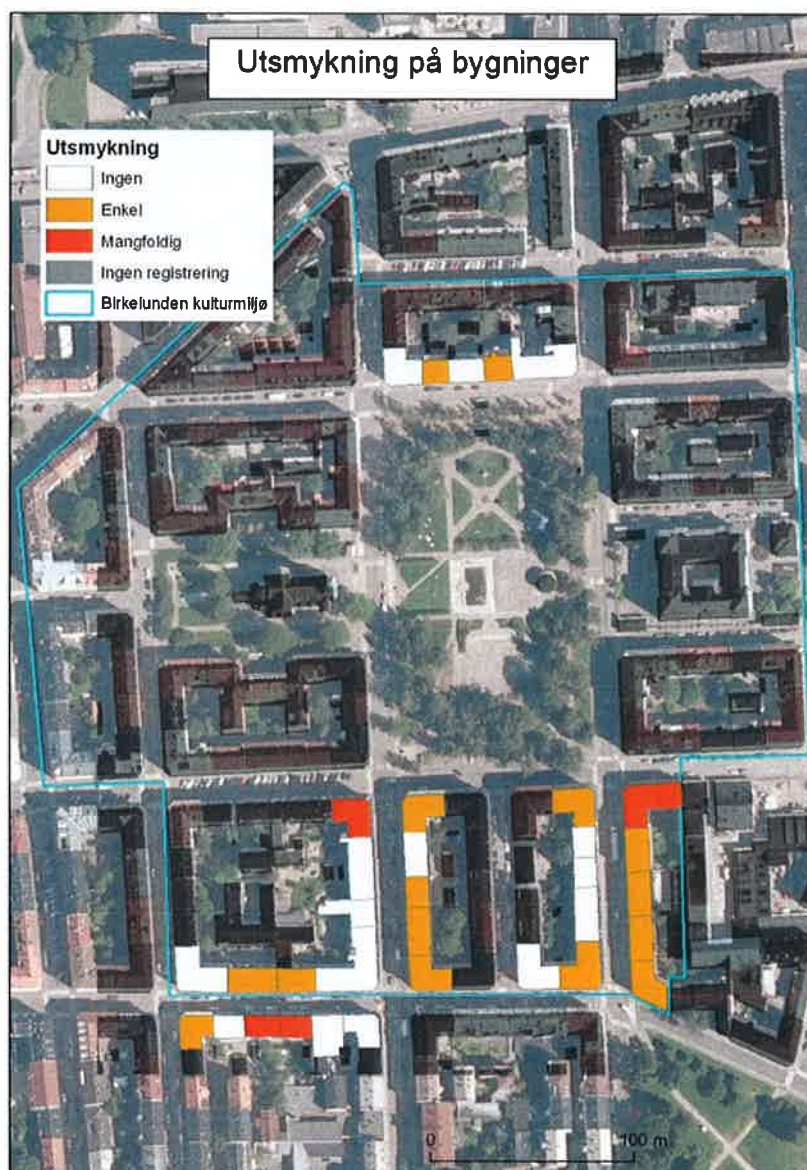 Utsmykning på bygninger
Utsmykning
Ingen
Enkel
Mangfoldig
Ingen registrering
Birkelunden kulturmiljø
0 100 m